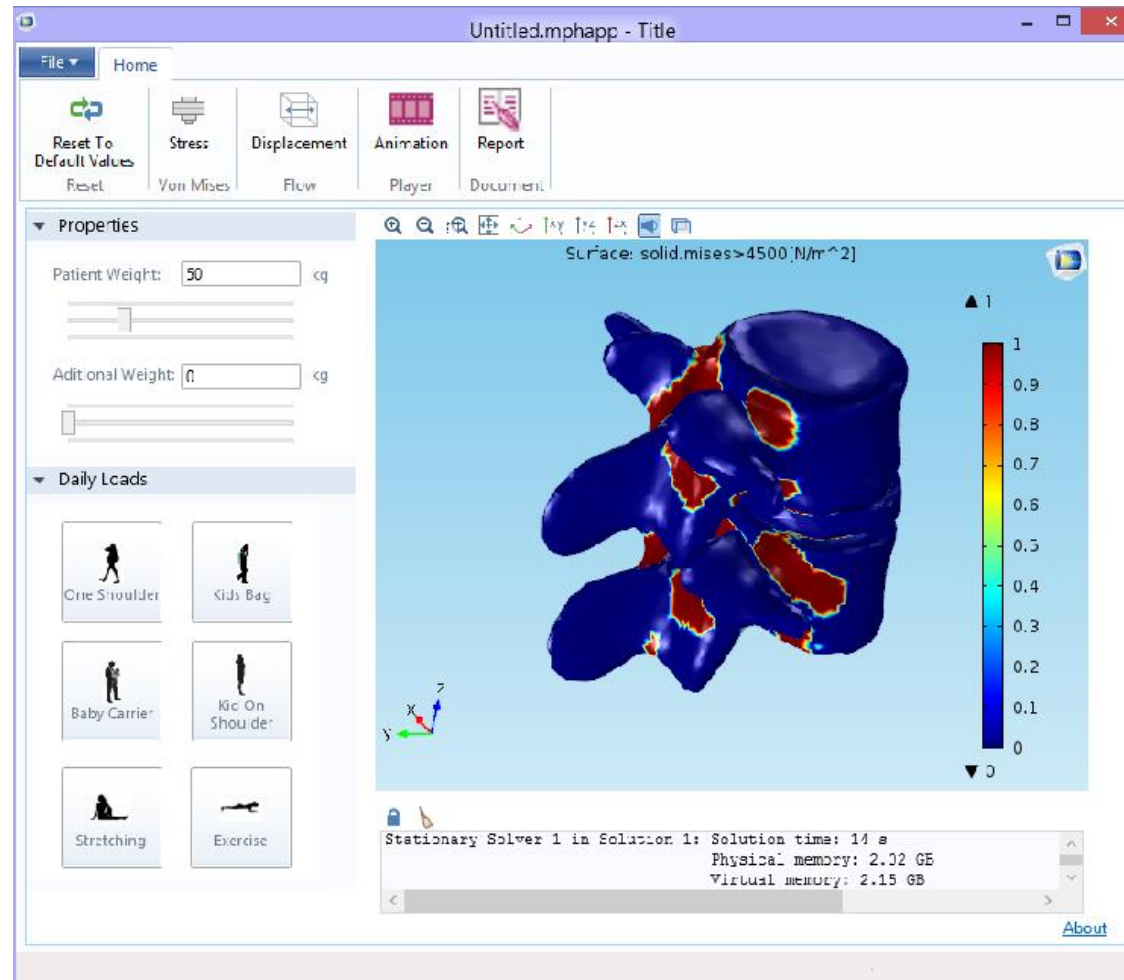 Untitled.mphapp - Title
File
Home
Reset To
Default Values
Stress
Displacement
Animation
Report
Reset
Von Mises
Flow
Player
Document
Properties
Patient Weight: 50 kg
Aditional Weight: 0 kg
Daily Loads
One Shoulder
Kids Bag
Baby Carrier
Kid On
Shoulder
Stretching
Exercise
xy yz zx
Surface: solid.mises>4500[N/m^2]
▲ 1
1
0.9
0.8
0.7
0.6
0.5
0.4
0.3
0.2
0.1
0
▼ 0
z
x
y
Stationary Solver 1 in Solution 1: Solution time: 14 s
Physical memory: 2.02 GB
Virtual memory: 2.15 GB
About